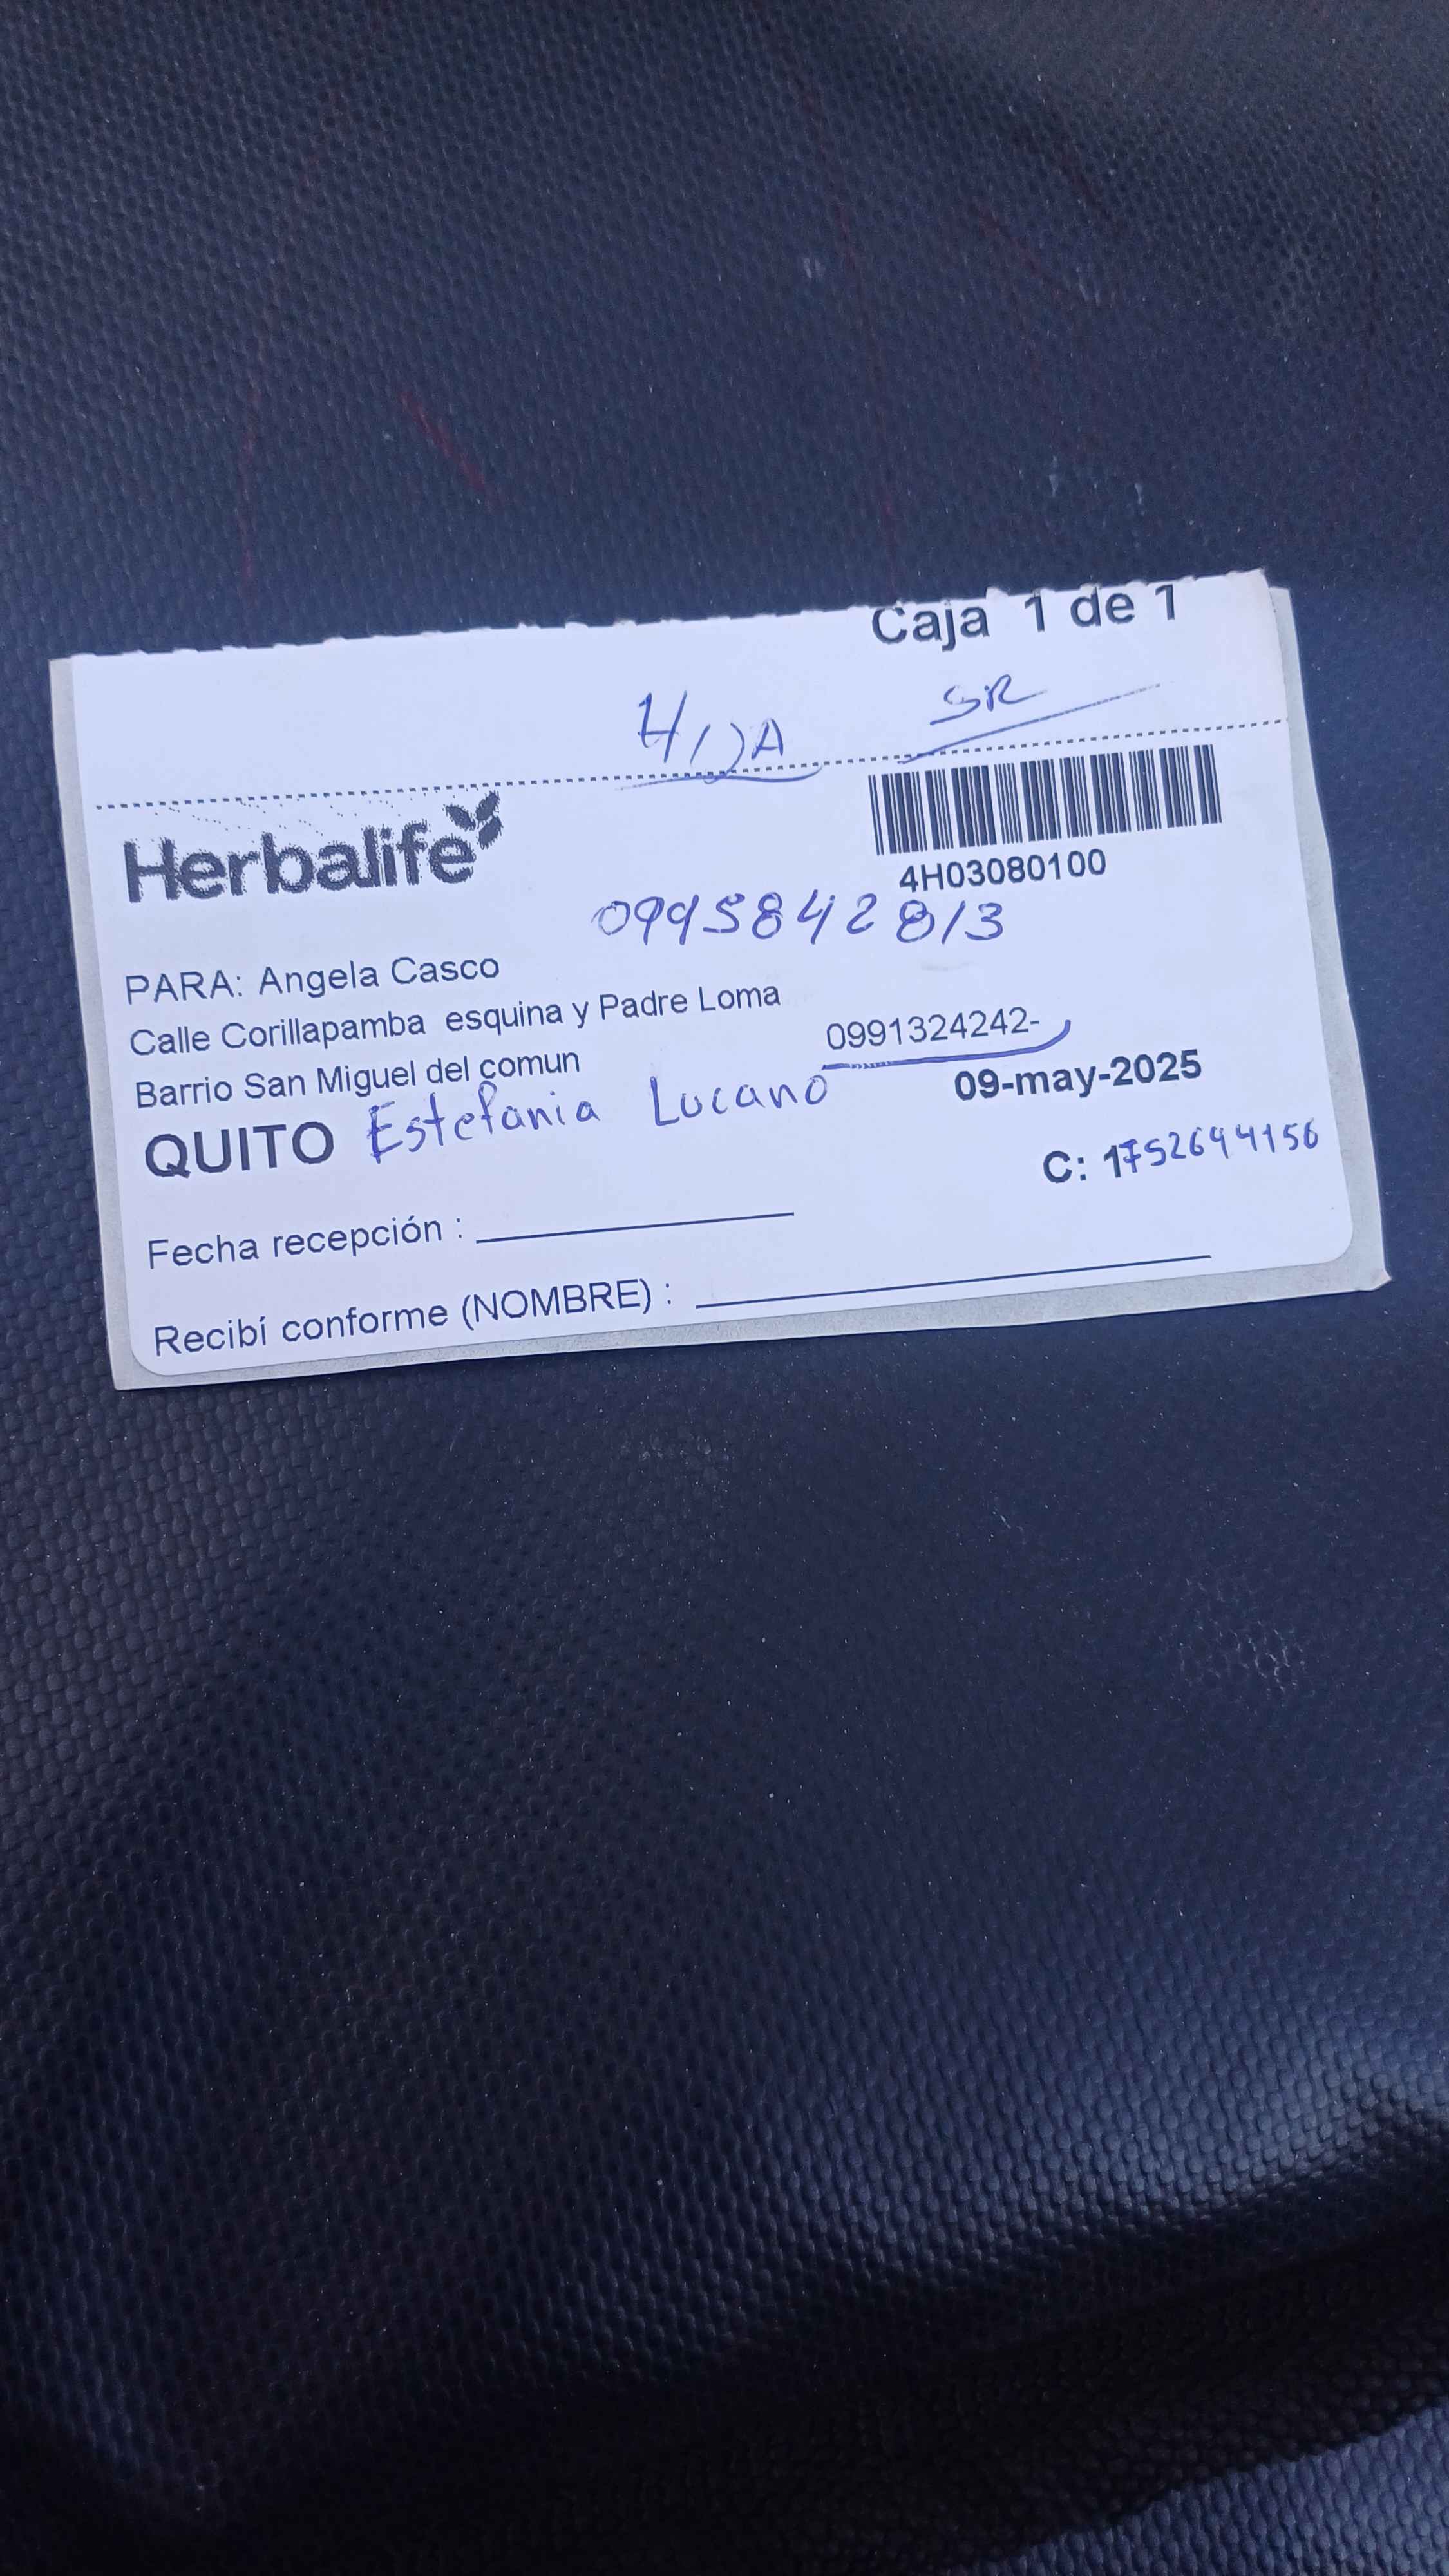 Caja 1 de 1
HIJA SR
Herbalife
4H03080100
0995842813
PARA: Angela Casco
Calle Corillapamba esquina y Padre Loma
0991324242-
Barrio San Miguel del comun
09-may-2025
QUITO Estefania Lucano
C: 1752694156
Fecha recepción :
Recibí conforme (NOMBRE) :